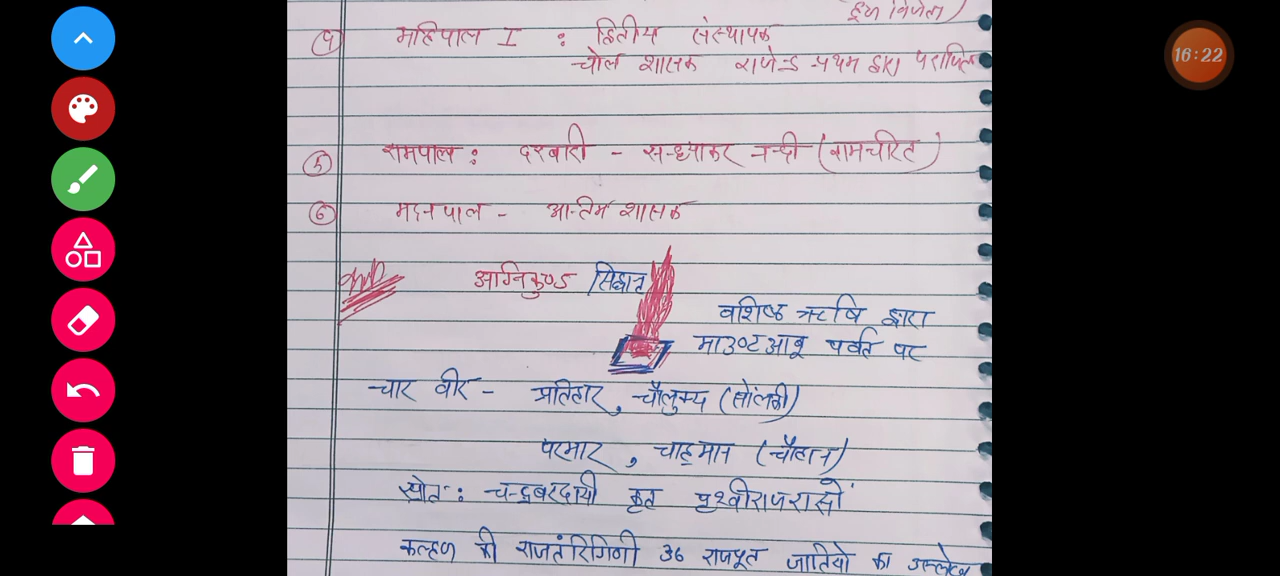 हूण विजेता)
④ महिपाल I : द्वितीय संस्थापक
चोल शासक राजेन्द्र प्रथम द्वारा पराजित
⑤ रामपाल : दरबारी - सन्ध्याकर नन्दी (रामचरित)
⑥ मदनपाल - अन्तिम शासक
अग्निकुण्ड सिद्धान्त
वशिष्ठ ऋषि द्वारा
माउण्ट आबू पर्वत पर
चार वीर - प्रतिहार, चौलुक्य (सोंलकी)
परमार, चाहमान (चौहान)
स्रोत : चन्द्रबरदायी कृत पृथ्वीराजरासों
कल्हण की राजतंरिगिणी 36 राजपूत जातियो का उल्लेख
16:22